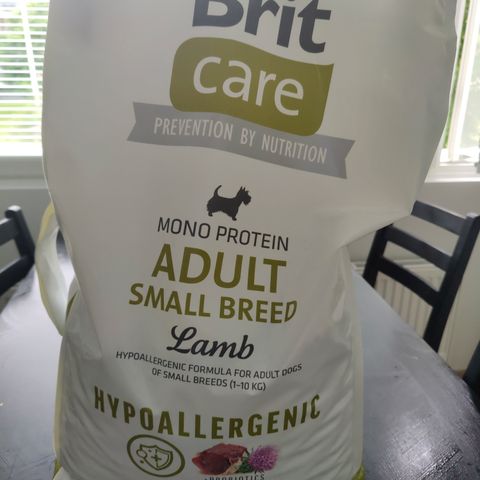 Brit
care
PREVENTION BY NUTRITION
MONO PROTEIN
ADULT
SMALL BREED
Lamb
HYPOALLERGENIC FORMULA FOR ADULT DOGS
OF SMALL BREEDS (1-10 KG)
HYPOALLERGENIC